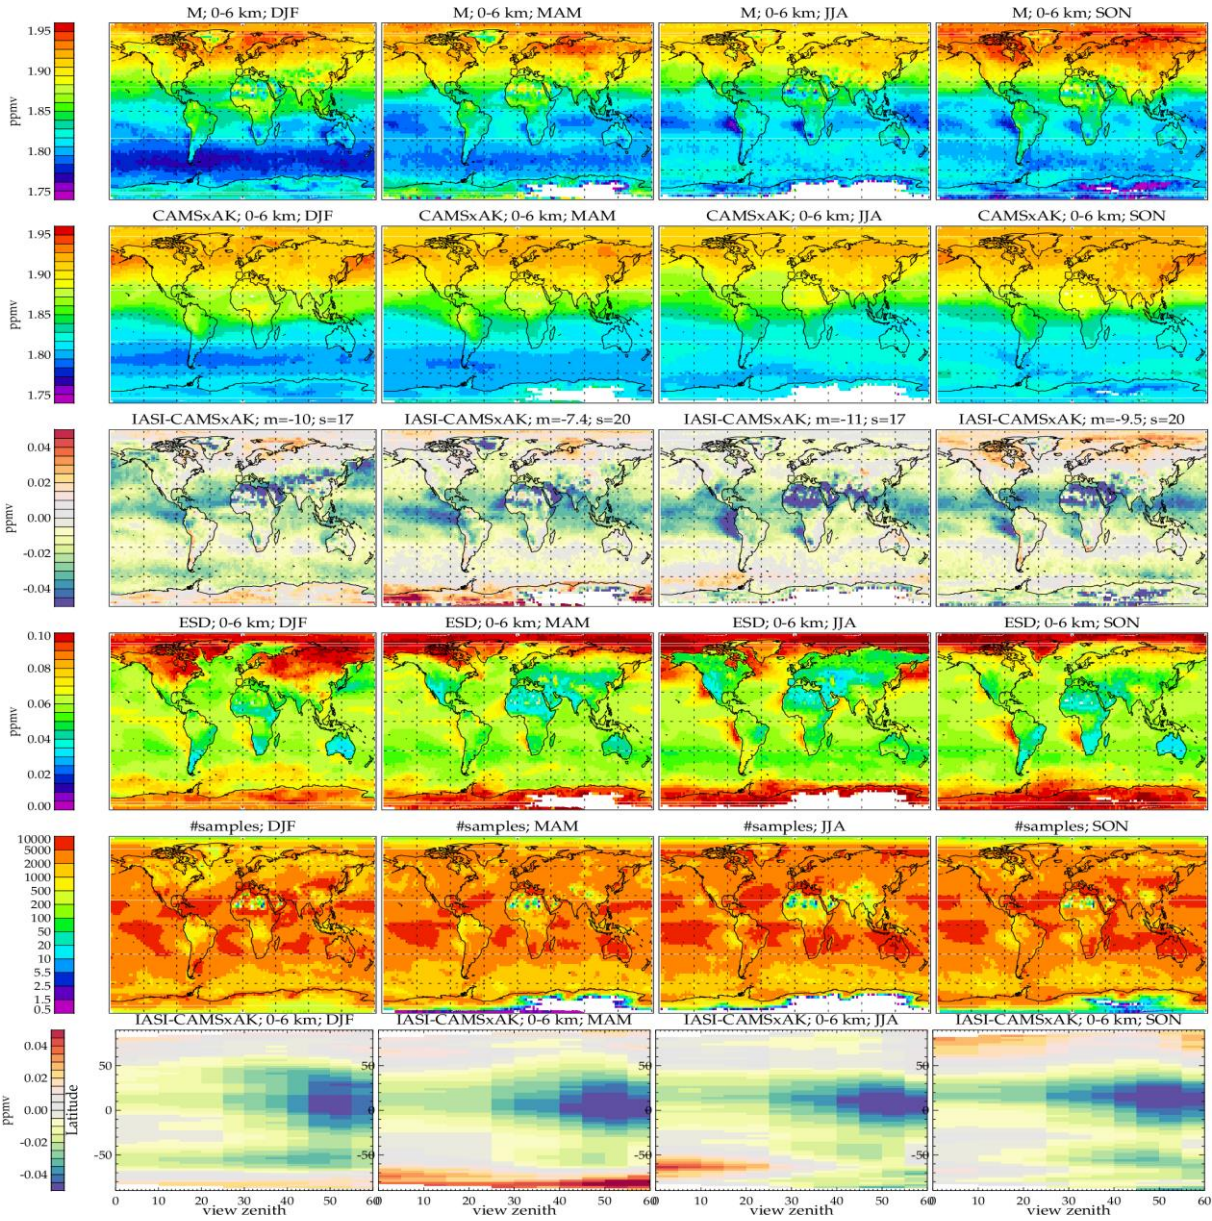 M; 0-6 km; DJF
M; 0-6 km; MAM
M; 0-6 km; JJA
M; 0-6 km; SON
1.95
1.90
1.85
1.80
1.75
ppmv
CAMSxAK; 0-6 km; DJF
CAMSxAK; 0-6 km; MAM
CAMSxAK; 0-6 km; JJA
CAMSxAK; 0-6 km; SON
1.95
1.90
1.85
1.80
1.75
ppmv
IASI-CAMSxAK; m=-10; s=17
IASI-CAMSxAK; m=-7.4; s=20
IASI-CAMSxAK; m=-11; s=17
IASI-CAMSxAK; m=-9.5; s=20
0.04
0.02
0.00
-0.02
-0.04
ppmv
ESD; 0-6 km; DJF
ESD; 0-6 km; MAM
ESD; 0-6 km; JJA
ESD; 0-6 km; SON
0.10
0.08
0.06
0.04
0.02
0.00
ppmv
#samples; DJF
#samples; MAM
#samples; JJA
#samples; SON
10000
5000
2000
1000
500
200
100
50
20
10
5.5
2.5
1.5
0.5
IASI-CAMSxAK; 0-6 km; DJF
IASI-CAMSxAK; 0-6 km; MAM
IASI-CAMSxAK; 0-6 km; JJA
IASI-CAMSxAK; 0-6 km; SON
0.04
0.02
0.00
-0.02
-0.04
ppmv
Latitude
50
0
-50
50
0
-50
50
0
-50
50
0
-50
0 10 20 30 40 50 60
10 20 30 40 50 60
10 20 30 40 50 60
10 20 30 40 50 60
view zenith
view zenith
view zenith
view zenith